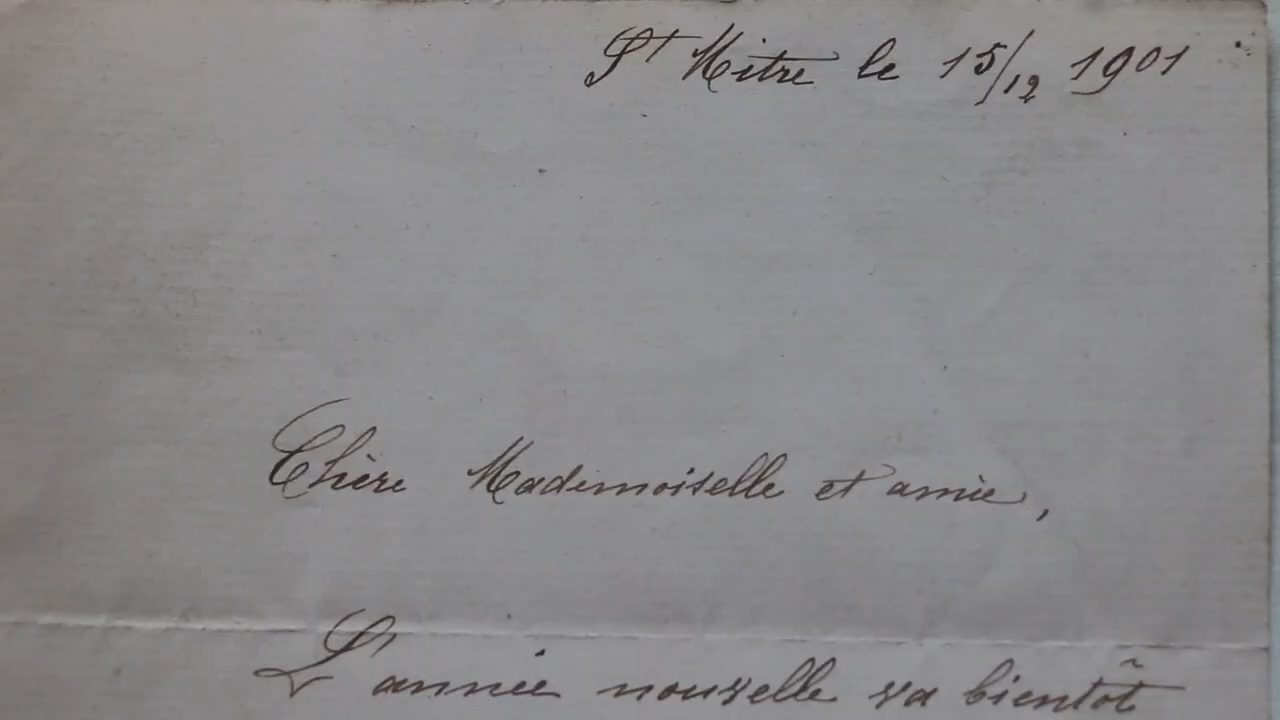 St Mitre le 15/12 1901
Chère Mademoiselle et amie,
L'année nouvelle va bientôt